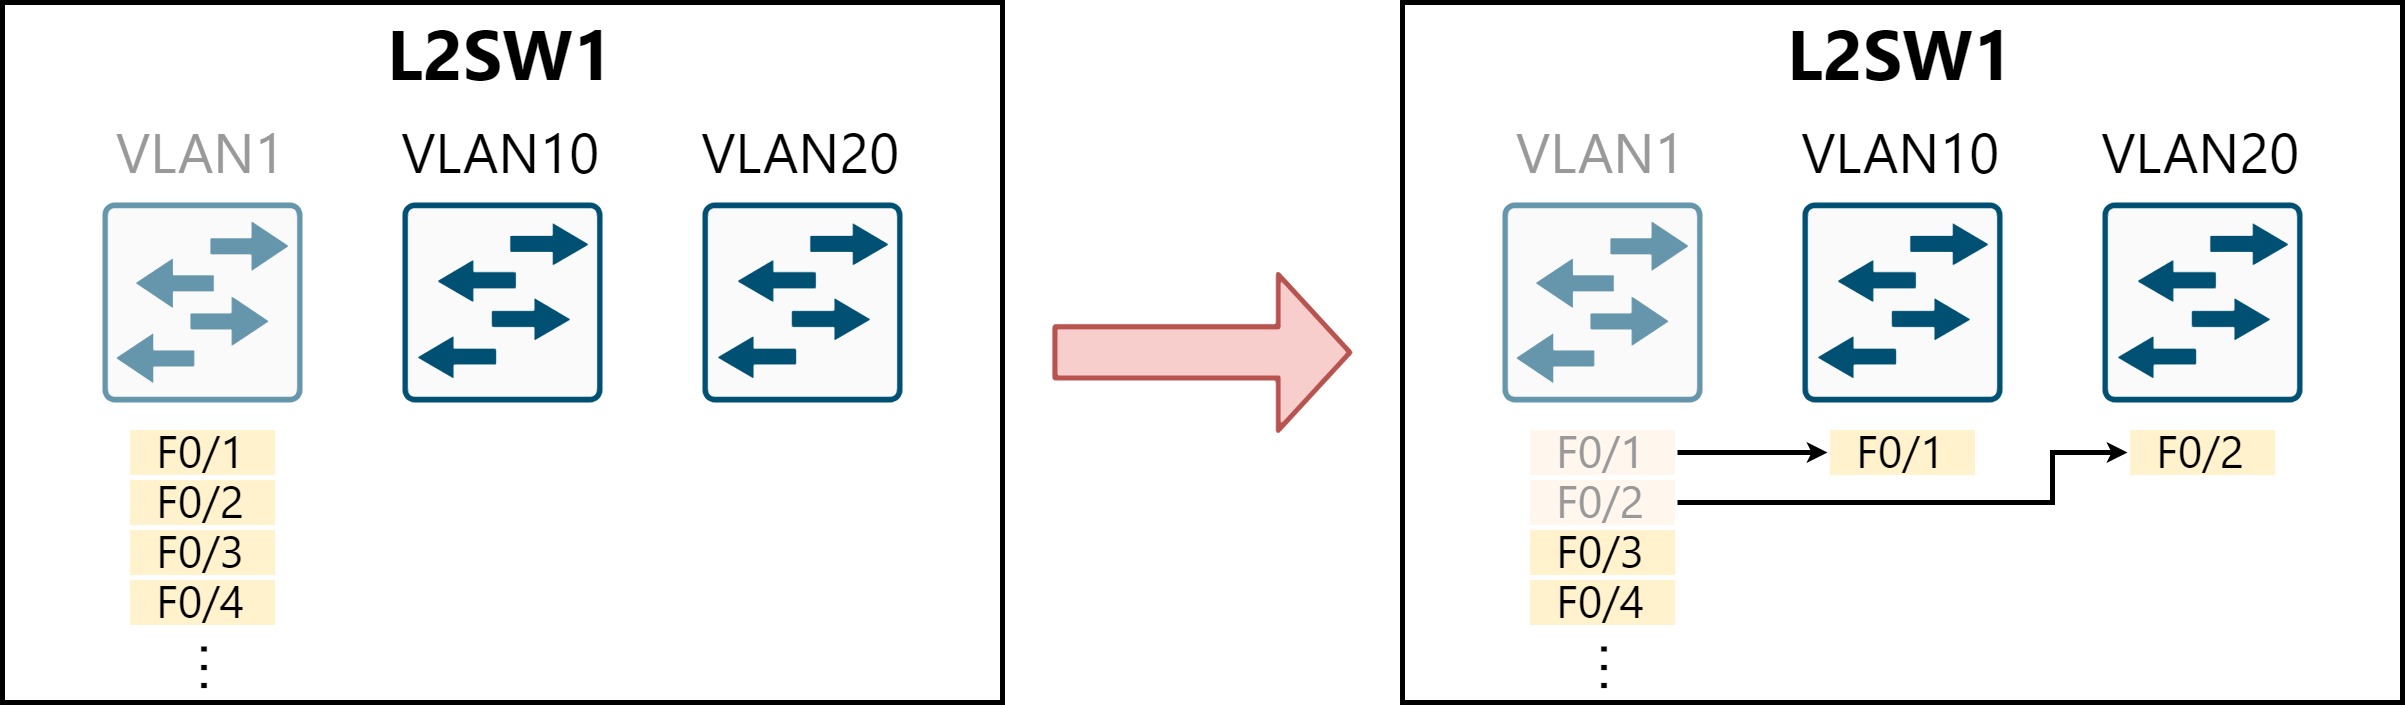 L2SW1
VLAN1 VLAN10 VLAN20
F0/1
F0/2
F0/3
F0/4
⋮
L2SW1
VLAN1 VLAN10 VLAN20
F0/1 F0/1 F0/2
F0/2
F0/3
F0/4
⋮